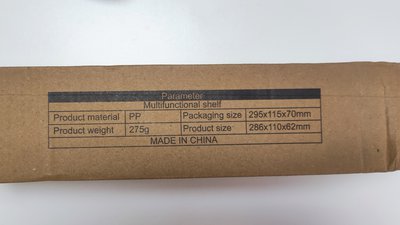 Parameter
Multifunctional shelf
Product material PP Packaging size 295x115x70mm
Product weight 275g Product size: 286x110x62mm
MADE IN CHINA